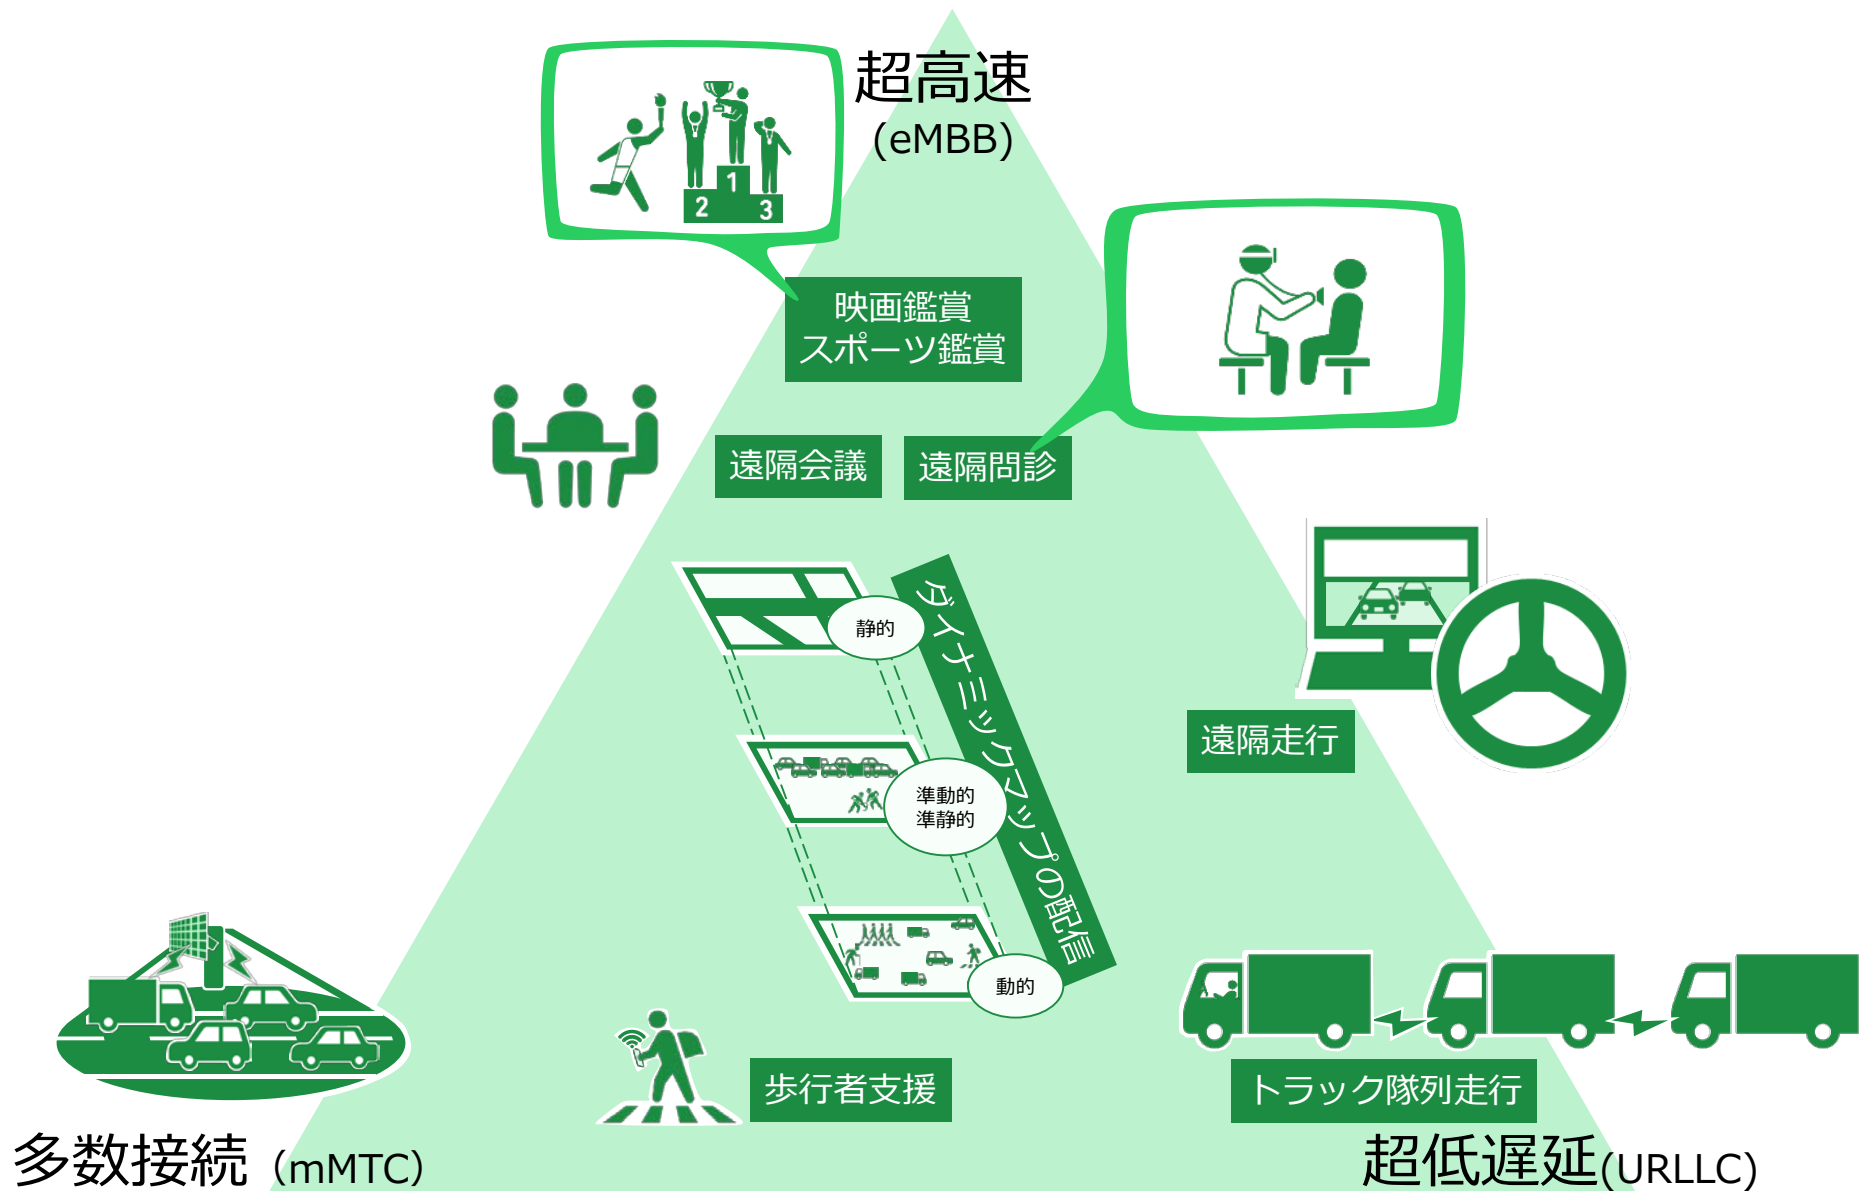 超高速
(eMBB)
1
2
3
映画鑑賞
スポーツ鑑賞
遠隔会議
遠隔問診
静的
ダイナミックマップの配信
準動的
準静的
動的
遠隔走行
歩行者支援
トラック隊列走行
多数接続（mMTC）
超低遅延(URLLC)